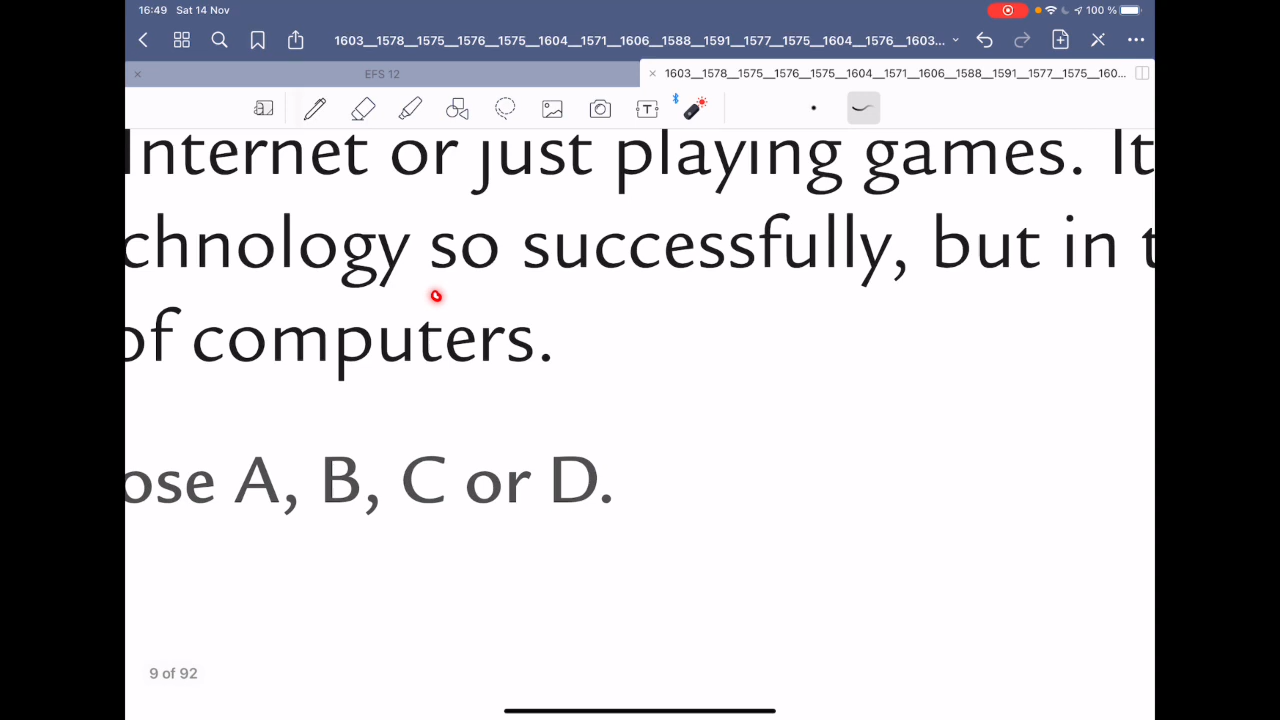 16:49 Sat 14 Nov 100 %
1603__1578__1575__1576__1575__1604__1571__1606__1588__1591__1577__1575__1604__1576__1603...
EFS 12
1603__1578__1575__1576__1575__1604__1571__1606__1588__1591__1577__1575__160...
T
Internet or just playing games. It
chnology so successfully, but in t
of computers.
ose A, B, C or D.
9 of 92